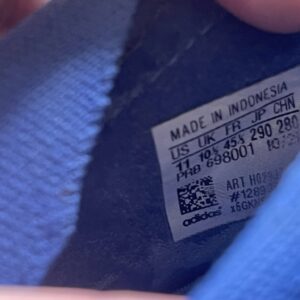 MADE IN INDONESIA
US UK FR JP CHN
11 10½ 45⅓ 290 280
PRB 698001
ART
#1289
adidas